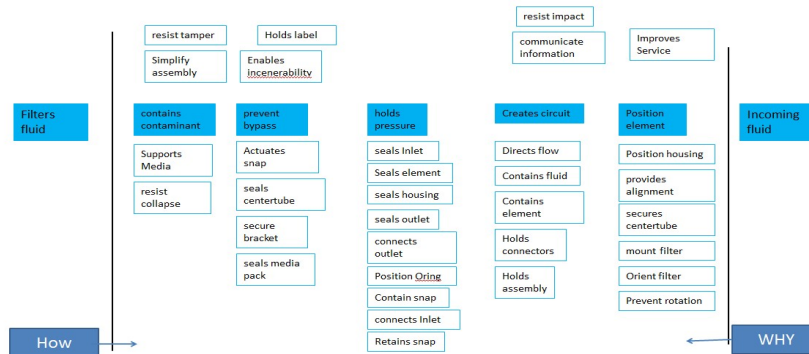 resist tamper
Holds label
Simplify
assembly
Enables
incenerability
resist impact
communicate
information
Improves
Service
Filters
fluid
contains
contaminant
prevent
bypass
holds
pressure
Creates circuit
Position
element
Incoming
fluid
Supports
Media
resist
collapse
Actuates
snap
seals
centertube
secure
bracket
seals media
pack
seals Inlet
Seals element
seals housing
seals outlet
connects
outlet
Position Oring
Contain snap
connects Inlet
Retains snap
Directs flow
Contains fluid
Contains
element
Holds
connectors
Holds
assembly
Position housing
provides
alignment
secures
centertube
mount filter
Orient filter
Prevent rotation
How
WHY